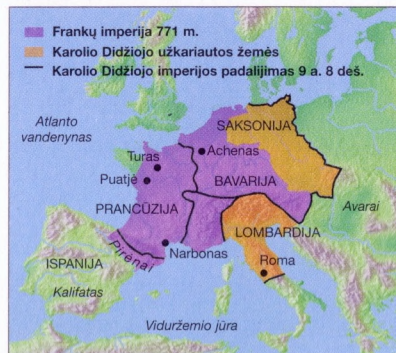 Frankų imperija 771 m.
Karolio Didžiojo užkariautos žemės
Karolio Didžiojo imperijos padalijimas 9 a. 8 deš.
Atlanto
vandenynas
SAKSONIJA
Turas
Achenas
Puatjė
BAVARIJA
Avarai
PRANCŪZIJA
LOMBARDIJA
Pirėnai
Narbonas
Roma
ISPANIJA
Kalifatas
Viduržemio jūra